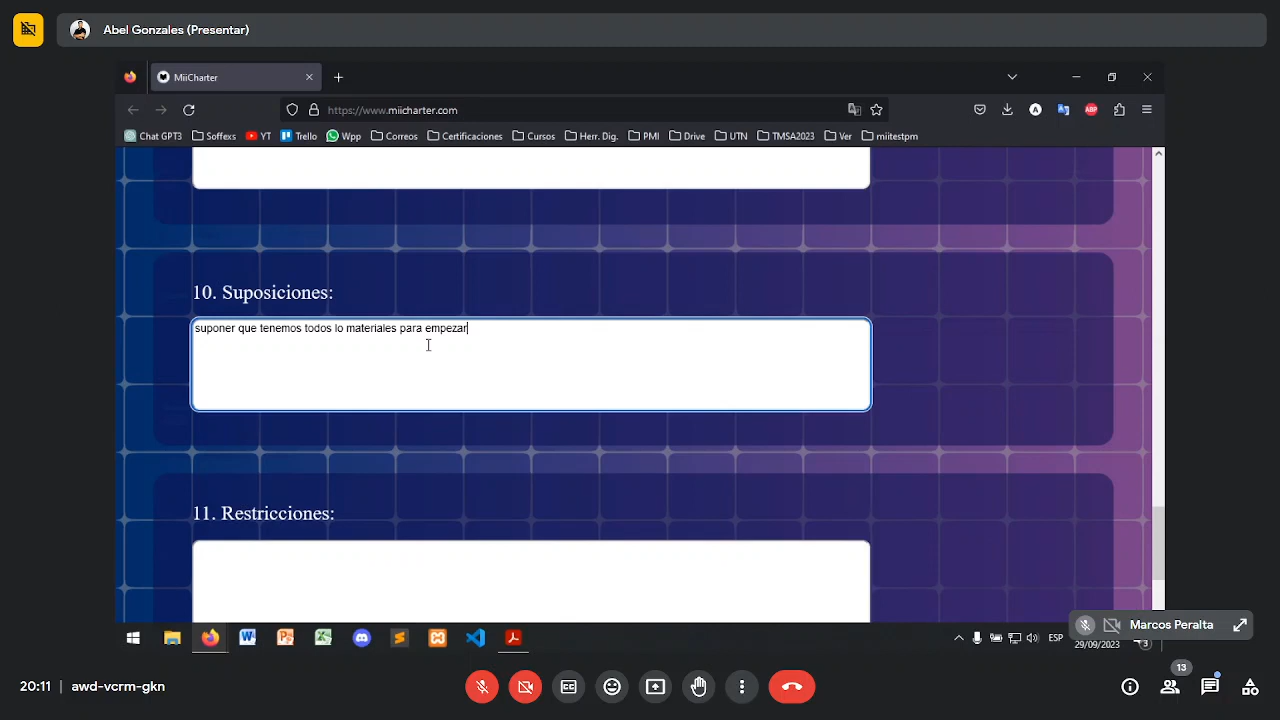 Abel Gonzales (Presentar)
MiiCharter
https://www.miicharter.com
Chat GPT3 Soffexs YT Trello Wpp Correos Certificaciones Cursos Herr. Dig. PMI Drive UTN TMSA2023 Ver miitestpm
A
ABP
10. Suposiciones:
suponer que tenemos todos lo materiales para empezar
11. Restricciones:
Marcos Peralta
ESP
29/09/2023
3
20:11 | awd-vcrm-gkn
13